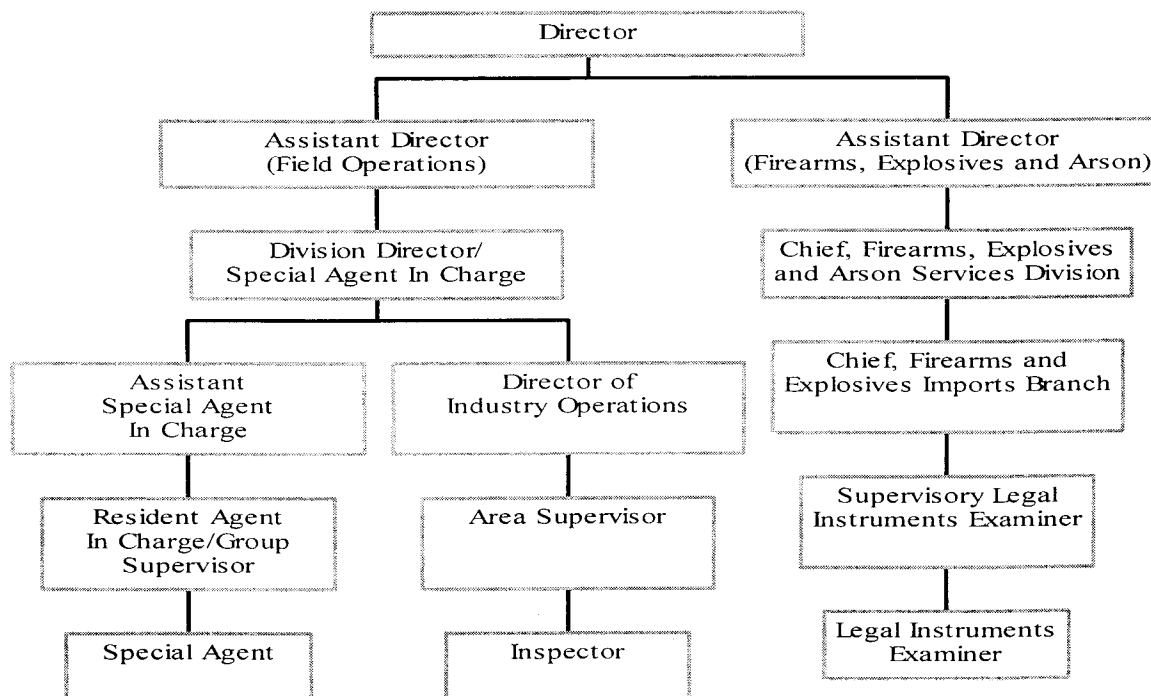 Director
Assistant Director
(Field Operations)
Assistant Director
(Firearms, Explosives and Arson)
Division Director/
Special Agent In Charge
Chief, Firearms, Explosives
and Arson Services Division
Assistant
Special Agent
In Charge
Director of
Industry Operations
Chief, Firearms and
Explosives Imports Branch
Resident Agent
In Charge/Group
Supervisor
Area Supervisor
Supervisory Legal
Instruments Examiner
Special Agent
Inspector
Legal Instruments
Examiner